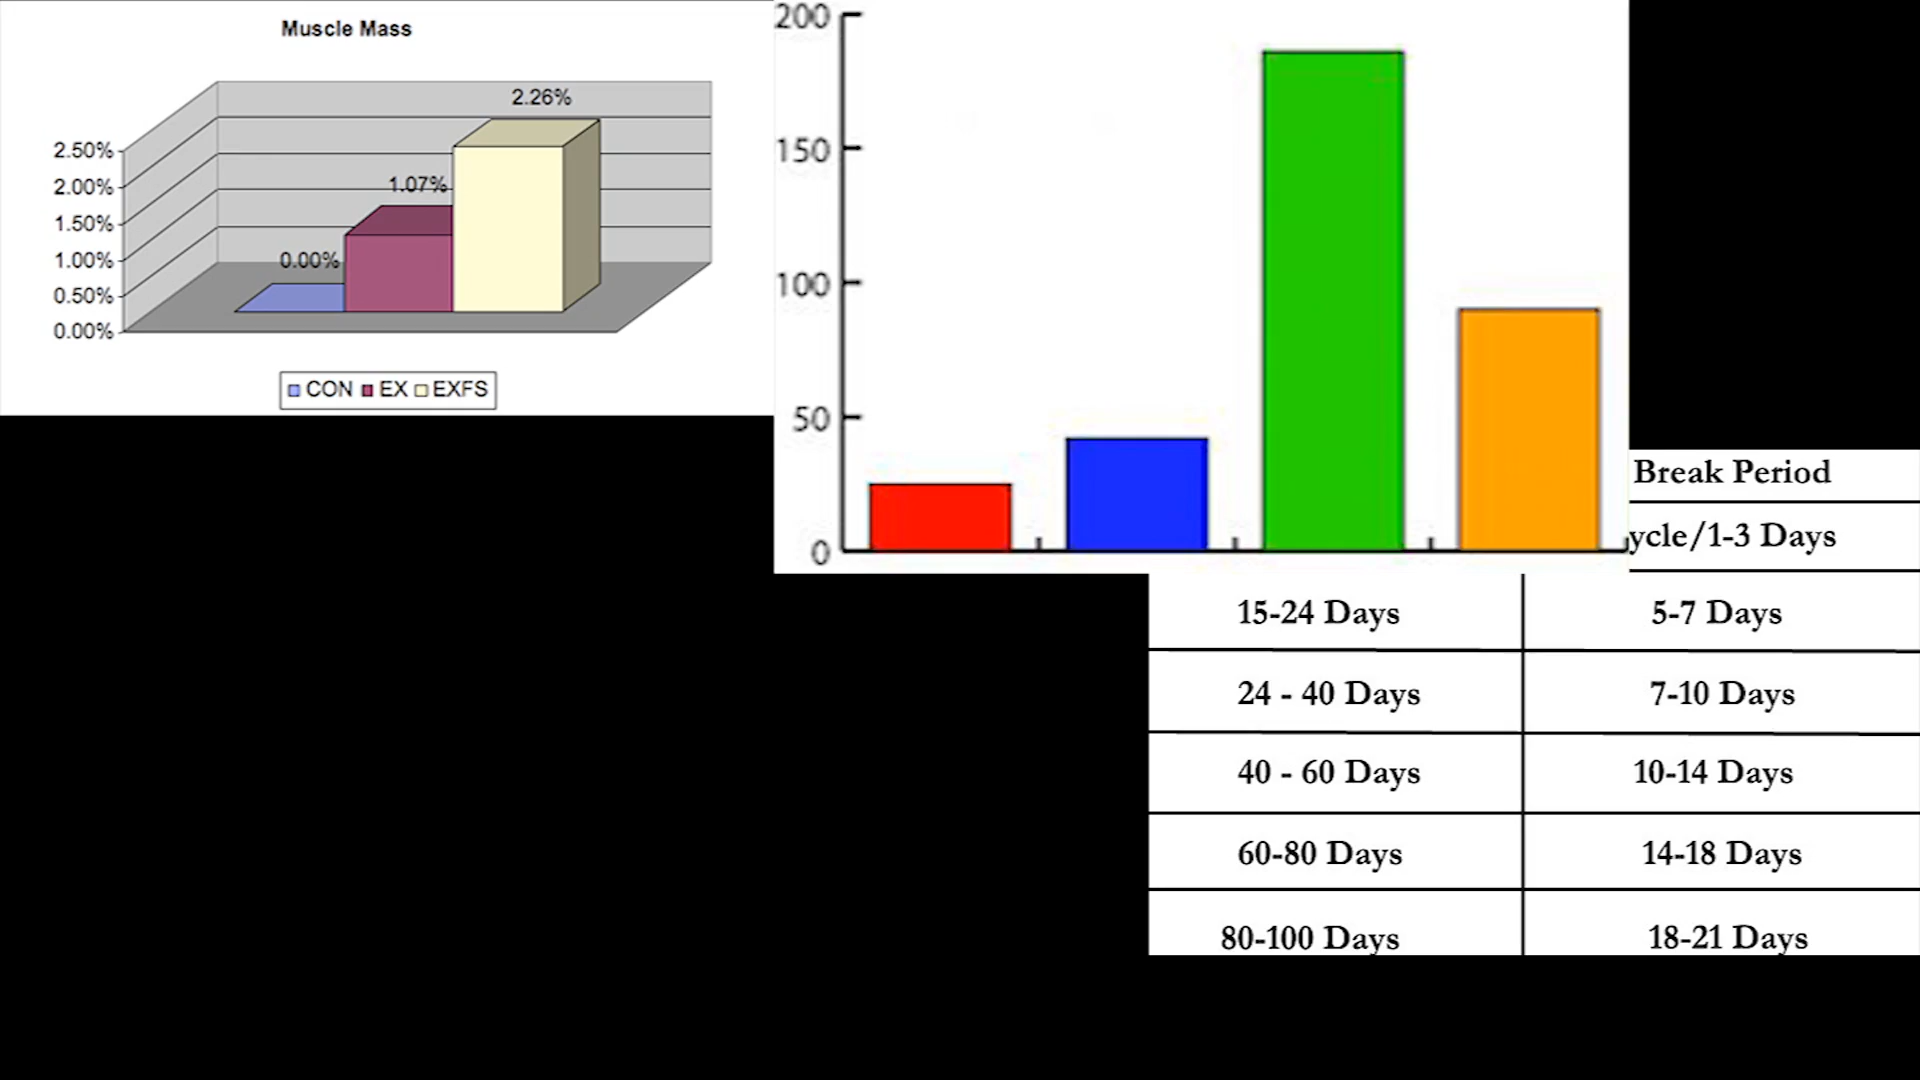 Muscle Mass
2.26%
2.50%
2.00%
1.07%
1.50%
1.00%
0.00%
0.50%
0.00%
CON EX EXFS
200
150
100
50
0
Break Period
ycle/1-3 Days
15-24 Days 5-7 Days
24 - 40 Days 7-10 Days
40 - 60 Days 10-14 Days
60-80 Days 14-18 Days
80-100 Days 18-21 Days